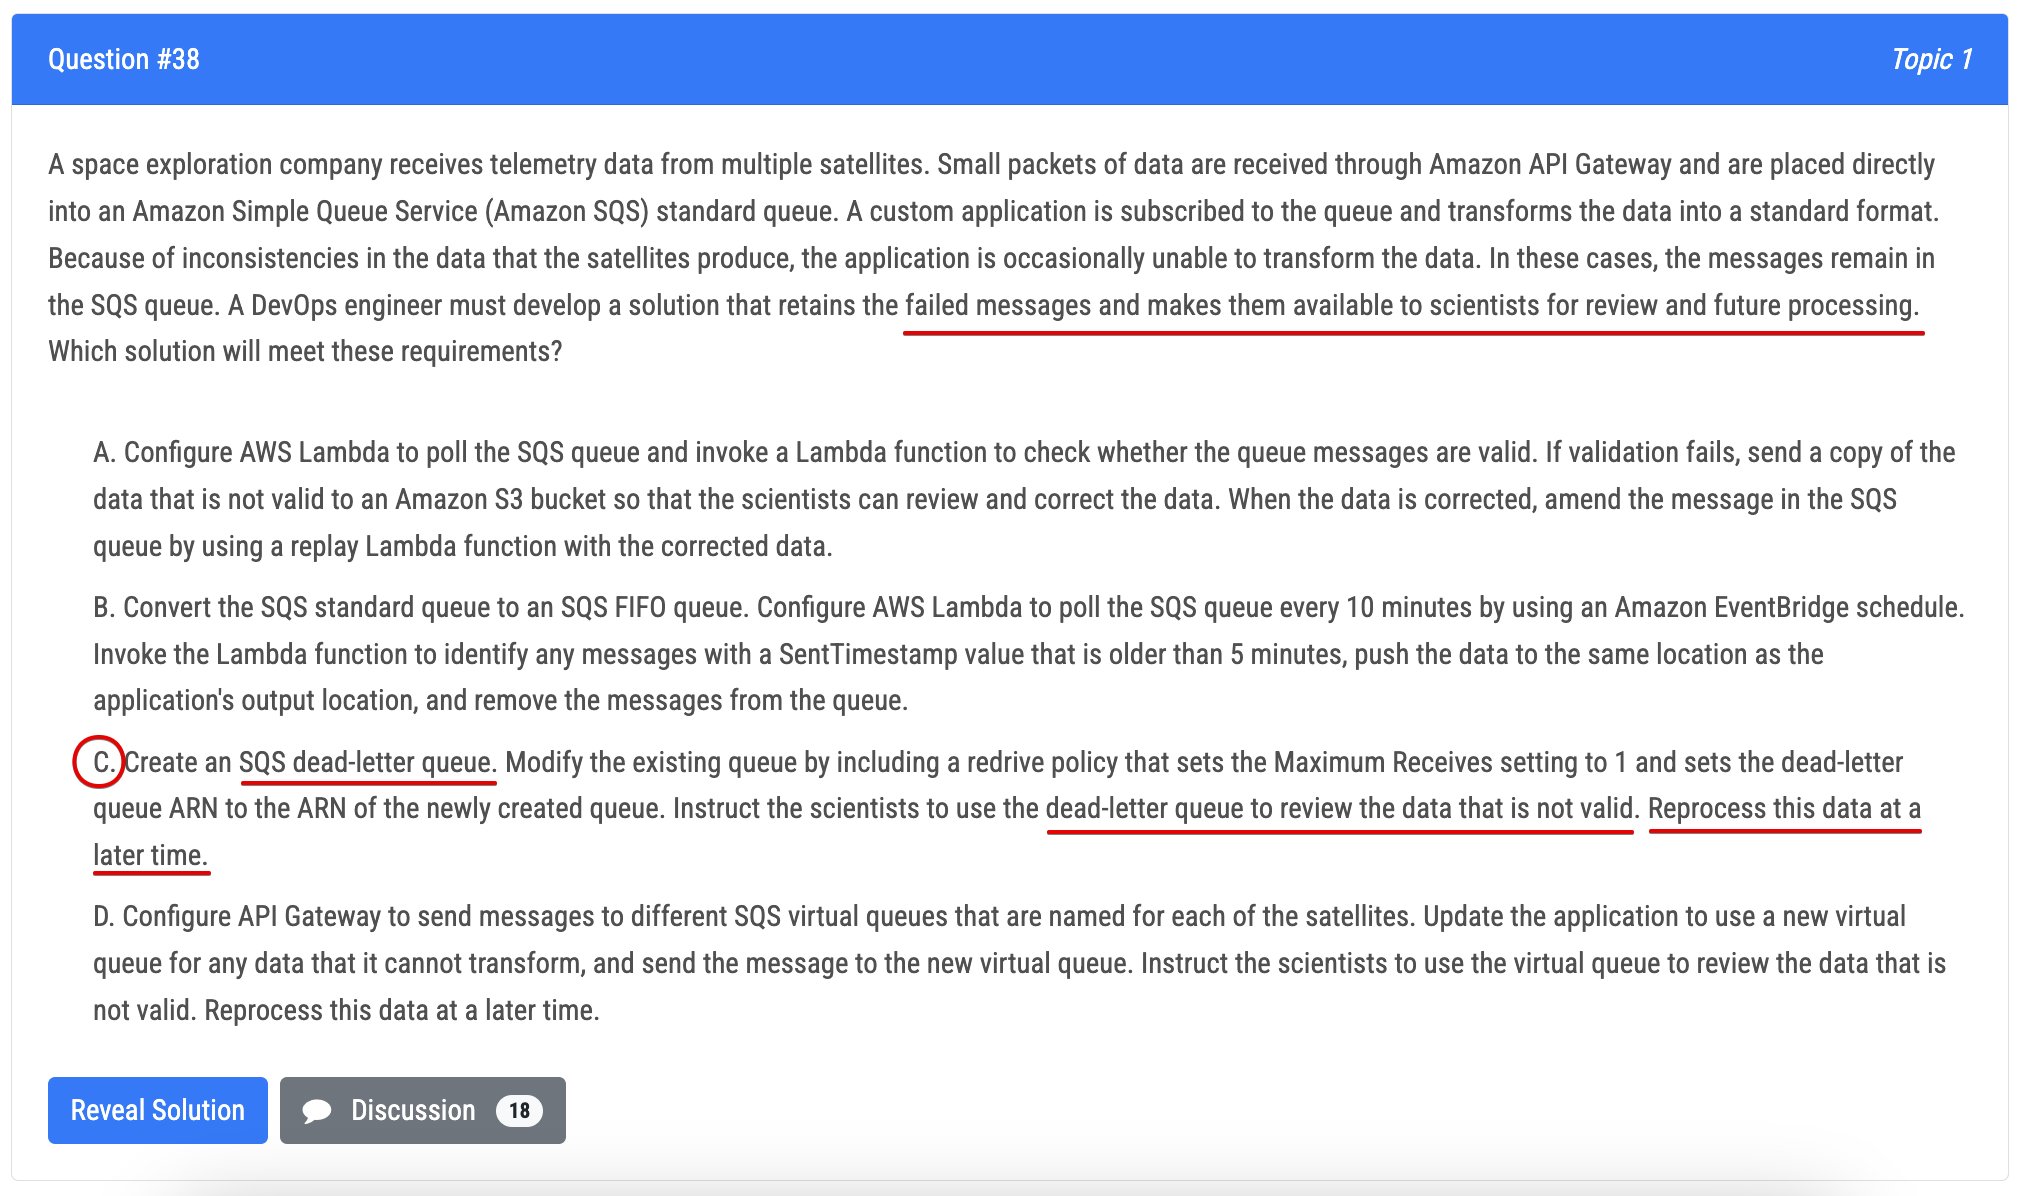 Question #38
Topic 1
A space exploration company receives telemetry data from multiple satellites. Small packets of data are received through Amazon API Gateway and are placed directly
into an Amazon Simple Queue Service (Amazon SQS) standard queue. A custom application is subscribed to the queue and transforms the data into a standard format.
Because of inconsistencies in the data that the satellites produce, the application is occasionally unable to transform the data. In these cases, the messages remain in
the SQS queue. A DevOps engineer must develop a solution that retains the failed messages and makes them available to scientists for review and future processing.
Which solution will meet these requirements?
A. Configure AWS Lambda to poll the SQS queue and invoke a Lambda function to check whether the queue messages are valid. If validation fails, send a copy of the
data that is not valid to an Amazon S3 bucket so that the scientists can review and correct the data. When the data is corrected, amend the message in the SQS
queue by using a replay Lambda function with the corrected data.
B. Convert the SQS standard queue to an SQS FIFO queue. Configure AWS Lambda to poll the SQS queue every 10 minutes by using an Amazon EventBridge schedule.
Invoke the Lambda function to identify any messages with a SentTimestamp value that is older than 5 minutes, push the data to the same location as the
application's output location, and remove the messages from the queue.
C. Create an SQS dead-letter queue. Modify the existing queue by including a redrive policy that sets the Maximum Receives setting to 1 and sets the dead-letter
queue ARN to the ARN of the newly created queue. Instruct the scientists to use the dead-letter queue to review the data that is not valid. Reprocess this data at a
later time.
D. Configure API Gateway to send messages to different SQS virtual queues that are named for each of the satellites. Update the application to use a new virtual
queue for any data that it cannot transform, and send the message to the new virtual queue. Instruct the scientists to use the virtual queue to review the data that is
not valid. Reprocess this data at a later time.
Reveal Solution
Discussion 18